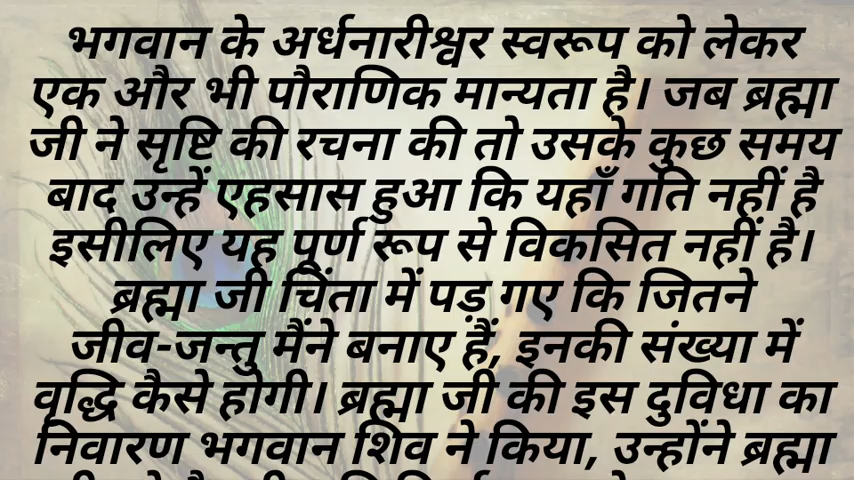 भगवान के अर्धनारीश्वर स्वरूप को लेकर
एक और भी पौराणिक मान्यता है। जब ब्रह्मा
जी ने सृष्टि की रचना की तो उसके कुछ समय
बाद उन्हें एहसास हुआ कि यहाँ गति नहीं है
इसीलिए यह पूर्ण रूप से विकसित नहीं है।
ब्रह्मा जी चिंता में पड़ गए कि जितने
जीव-जन्तु मैंने बनाए हैं, इनकी संख्या में
वृद्धि कैसे होगी। ब्रह्मा जी की इस दुविधा का
निवारण भगवान शिव ने किया, उन्होंने ब्रह्मा